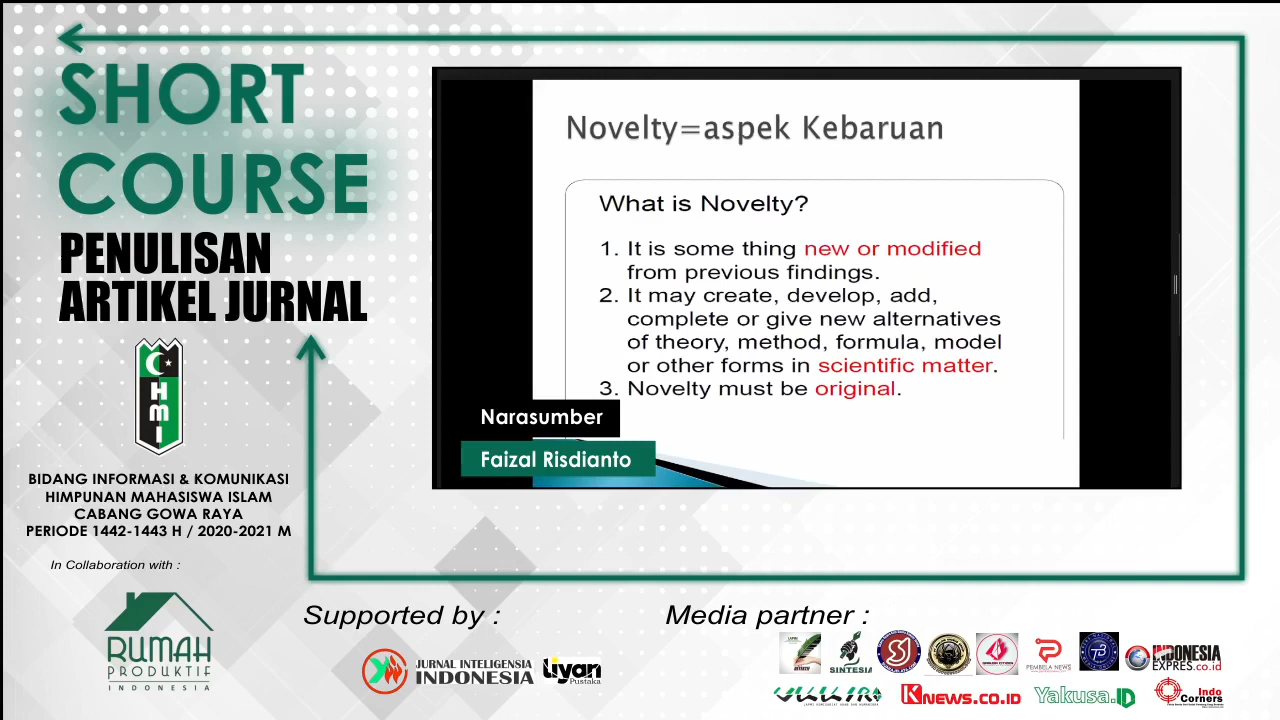 SHORT
COURSE
PENULISAN
ARTIKEL JURNAL
HMI
BIDANG INFORMASI & KOMUNIKASI
HIMPUNAN MAHASISWA ISLAM
CABANG GOWA RAYA
PERIODE 1442-1443 H / 2020-2021 M
In Collaboration with :
RUMAH
PRODUKTIF
INDONESIA
Novelty=aspek Kebaruan
What is Novelty?
1. It is some thing new or modified
from previous findings.
2. It may create, develop, add,
complete or give new alternatives
of theory, method, formula, model
or other forms in scientific matter.
3. Novelty must be original.
Narasumber
Faizal Risdianto
Supported by :
JURNAL INTELIGENSIA
INDONESIA
Liyan
Pustaka
Media partner :
SINTESIA
PEMBELA NEWS
INDONESIA
EXPRES.co.id
KNEWS.CO.ID
Yakusa.ID
Indo
Corners